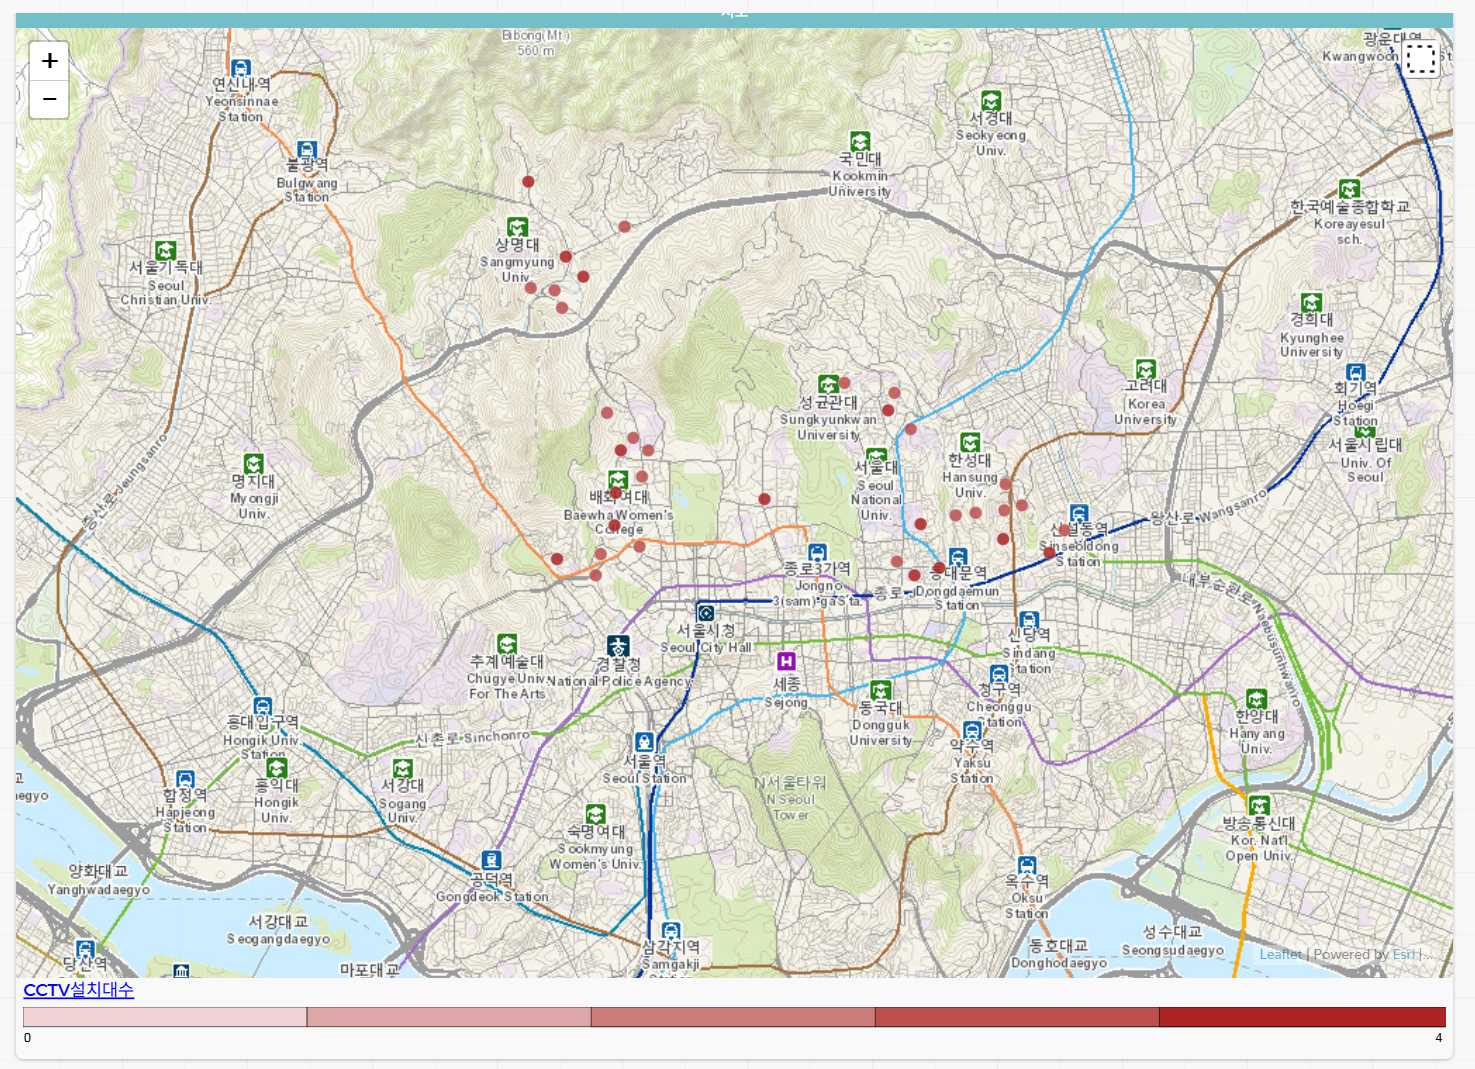 Bibong(Mt.)
560 m
+
−
광운대역
Kwangwoon
연신내역
Yeonsinnae
Station
서경대
Seokyeong
Univ.
국민대
Kookmin
University
불광역
Bulgwang
Station
한국예술종합학교
Koreayesul
sch.
상명대
Sangmyung
Univ.
서울기독대
Seoul
Christian Univ.
경희대
Kyunghee
University
회기역
Hoegi
Station
고려대
Korea
University
성균관대
Sungkyunkwan
University
서울시립대
Univ. Of
Seoul
한성대
Hansung
Univ.
서울대
Seoul
National
Univ.
명지대
Myongji
Univ.
증산로 Jeungsanro
배화여대
Baewha Women's
College
왕산로 Wangsanro
신설동역
Sinseoldong
Station
종로3가역
Jongno
3(sam)-ga Sta.
종로
동대문역
Dongdaemun
Station
내부순환로 Naebusunhwanro
서울시청
Seoul City Hall
신당역
Sindang
Station
추계예술대
Chugye Univ.
For The Arts
경찰청
National Police Agency
세종
Sejong
청구역
Cheonggu
Station
동국대
Dongguk
University
한양대
Hanyang
Univ.
홍대입구역
Hongik Univ.
Station
신촌로 Sinchonro
서울역
Seoul Station
약수역
Yaksu
Station
합정역
Hapjeong
Station
홍익대
Hongik
Univ.
서강대
Sogang
Univ.
N서울타워
N Seoul
Tower
egyo
숙명여대
Sookmyung
Women's Univ.
방송통신대
Kor. Nat'l
Open Univ.
양화대교
Yanghwadaegyo
공덕역
Gongdeok Station
옥수역
Oksu
Station
서강대교
Seogangdaegyo
삼각지역
Samgakji
동호대교
Donghodaegyo
성수대교
Seongsudaegyo
당산역
마포대교
Leaflet | Powered by Esri |...
CCTV설치대수
0 4